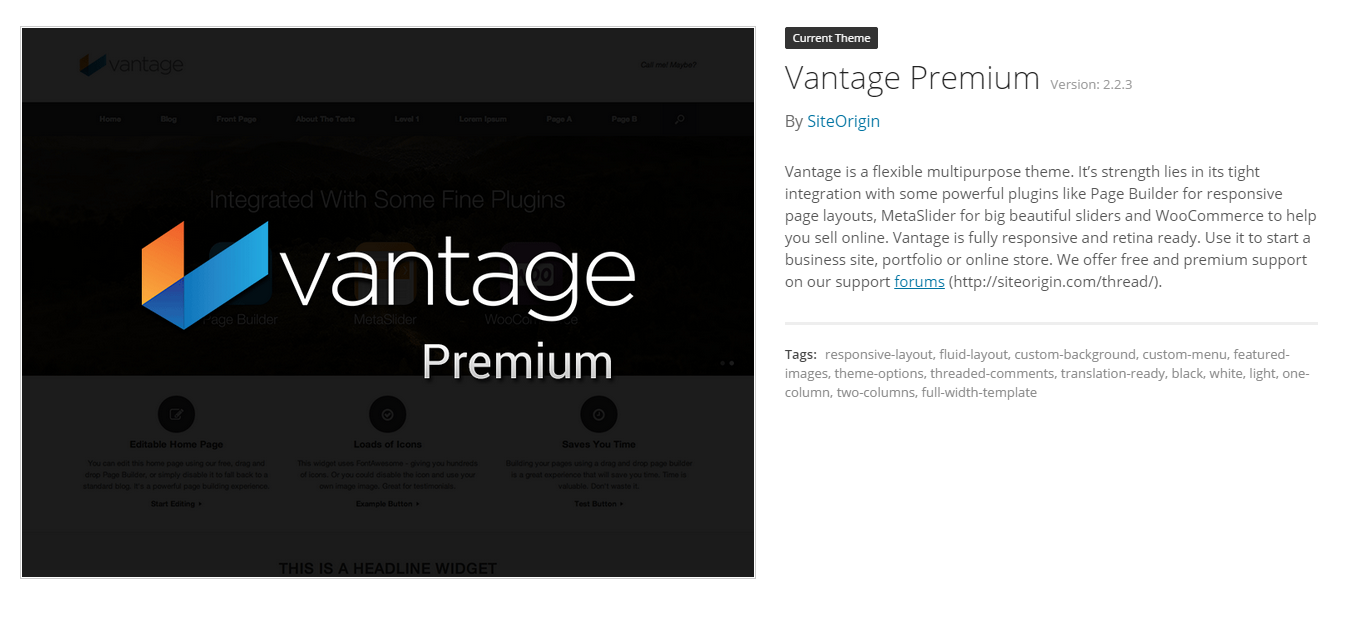 vantage
Call me! Maybe?
Home Blog Front Page About The Tests Level 1 Lorem Ipsum Page A Page B
Integrated With Some Fine Plugins
vantage
Page Builder MetaSlider WooCommerce
Premium
Editable Home Page
You can edit this home page using our free, drag and
drop Page Builder, or simply disable it to fall back to a
standard blog. It's a powerful page building experience.
Start Editing »
Loads of Icons
This widget uses FontAwesome - giving you hundreds
of icons. Or you could disable the icon and use your
own image image. Great for testimonials.
Example Button »
Saves You Time
Building your pages using a drag and drop page builder
is a great experience that will save you time. Time is
valuable. Don't waste it.
Test Button »
THIS IS A HEADLINE WIDGET
Current Theme
Vantage Premium Version: 2.2.3
By SiteOrigin
Vantage is a flexible multipurpose theme. It’s strength lies in its tight
integration with some powerful plugins like Page Builder for responsive
page layouts, MetaSlider for big beautiful sliders and WooCommerce to help
you sell online. Vantage is fully responsive and retina ready. Use it to start a
business site, portfolio or online store. We offer free and premium support
on our support forums (http://siteorigin.com/thread/).
Tags: responsive-layout, fluid-layout, custom-background, custom-menu, featured-
images, theme-options, threaded-comments, translation-ready, black, white, light, one-
column, two-columns, full-width-template